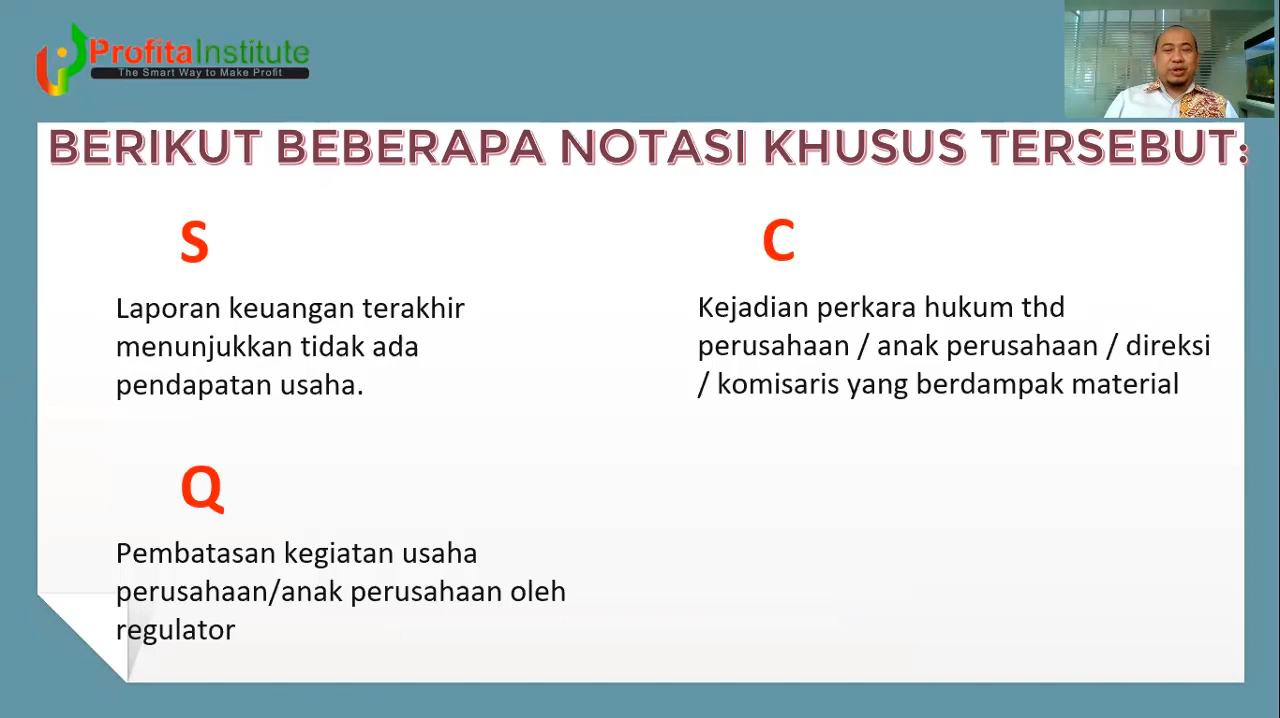 ProfitaInstitute
The Smart Way to Make Profit
BERIKUT BEBERAPA NOTASI KHUSUS TERSEBUT:
S
Laporan keuangan terakhir
menunjukkan tidak ada
pendapatan usaha.
C
Kejadian perkara hukum thd
perusahaan / anak perusahaan / direksi
/ komisaris yang berdampak material
Q
Pembatasan kegiatan usaha
perusahaan/anak perusahaan oleh
regulator